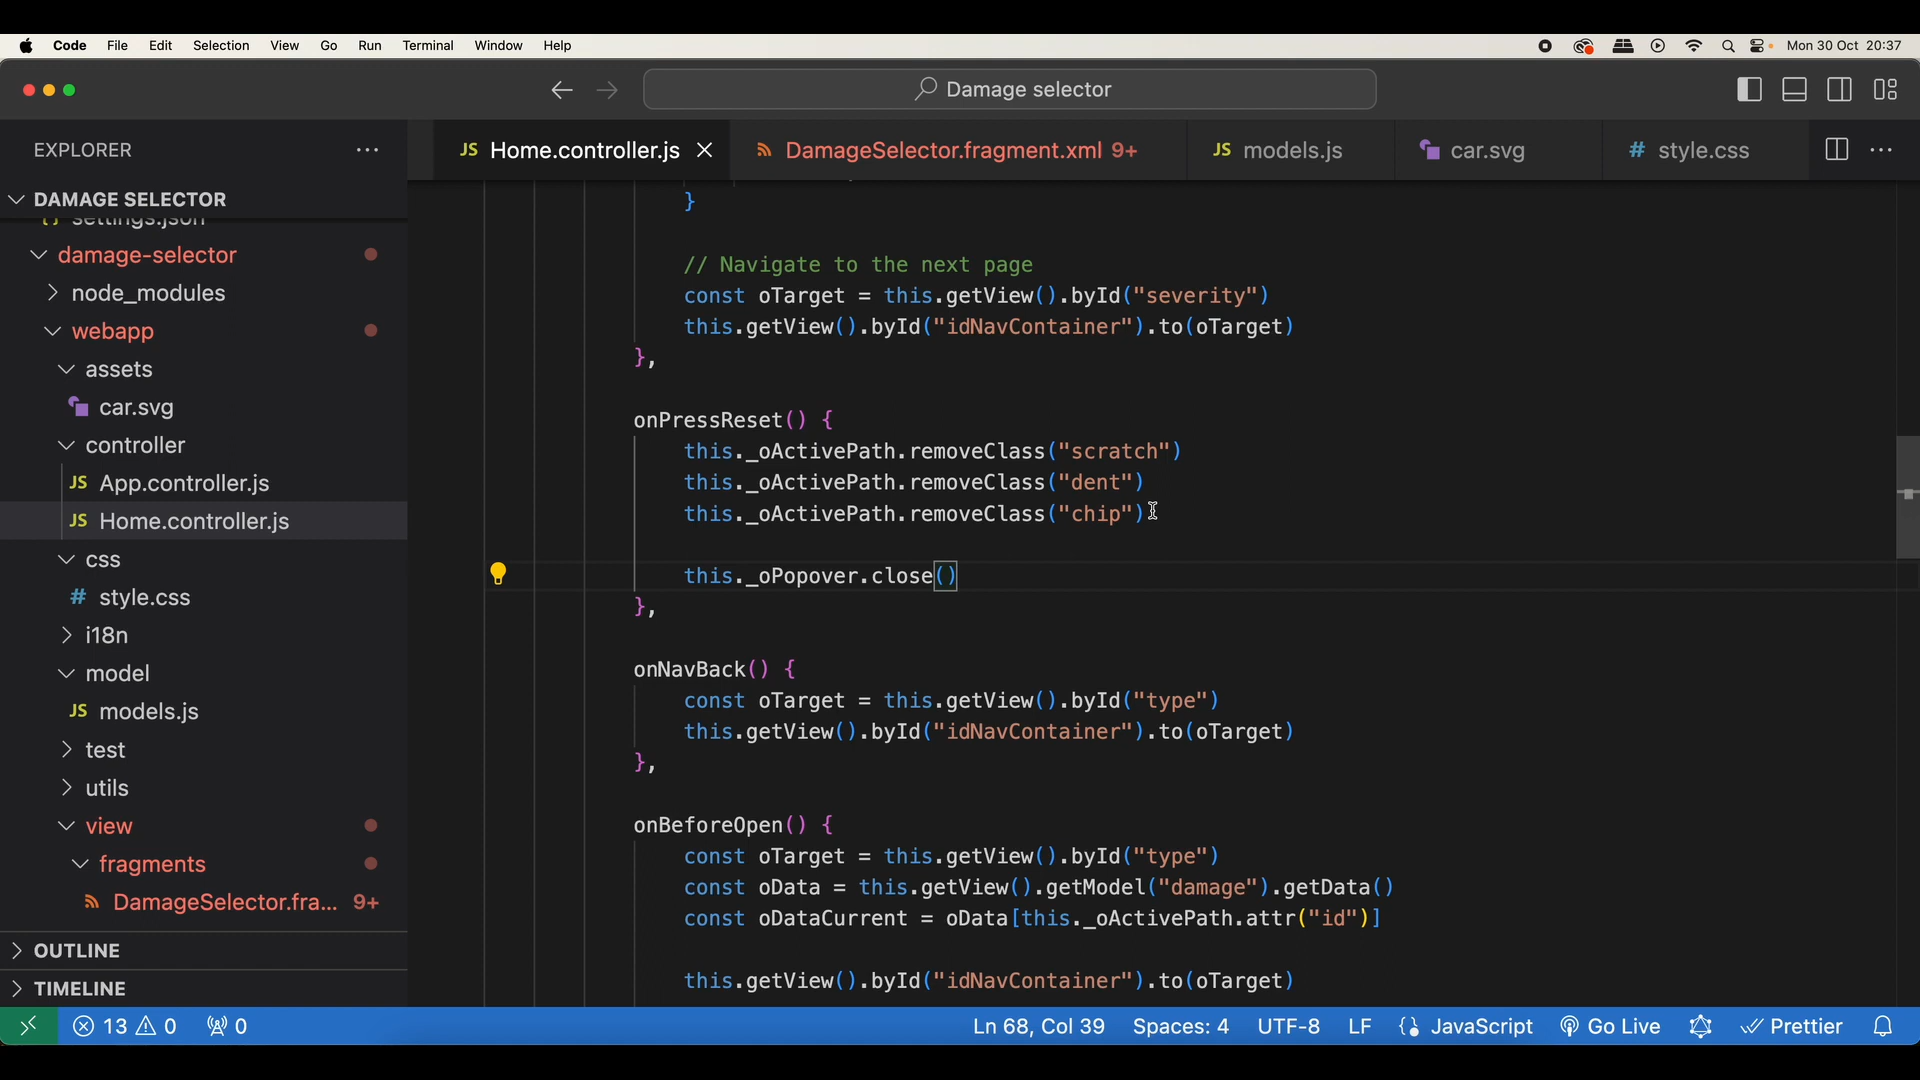 Code File Edit Selection View Go Run Terminal Window Help Mon 30 Oct 20:37
Damage selector
EXPLORER
JS Home.controller.js
DamageSelector.fragment.xml 9+
JS models.js
car.svg
# style.css
DAMAGE SELECTOR
settings.json
damage-selector
node_modules
webapp
assets
car.svg
controller
JS App.controller.js
JS Home.controller.js
css
# style.css
i18n
model
JS models.js
test
utils
view
fragments
DamageSelector.fra... 9+
OUTLINE
TIMELINE
}
// Navigate to the next page
const oTarget = this.getView().byId("severity")
this.getView().byId("idNavContainer").to(oTarget)
},
onPressReset() {
this._oActivePath.removeClass("scratch")
this._oActivePath.removeClass("dent")
this._oActivePath.removeClass("chip")
this._oPopover.close()
},
onNavBack() {
const oTarget = this.getView().byId("type")
this.getView().byId("idNavContainer").to(oTarget)
},
onBeforeOpen() {
const oTarget = this.getView().byId("type")
const oData = this.getView().getModel("damage").getData()
const oDataCurrent = oData[this._oActivePath.attr("id")]
this.getView().byId("idNavContainer").to(oTarget)
13 0 0 Ln 68, Col 39 Spaces: 4 UTF-8 LF JavaScript Go Live Prettier